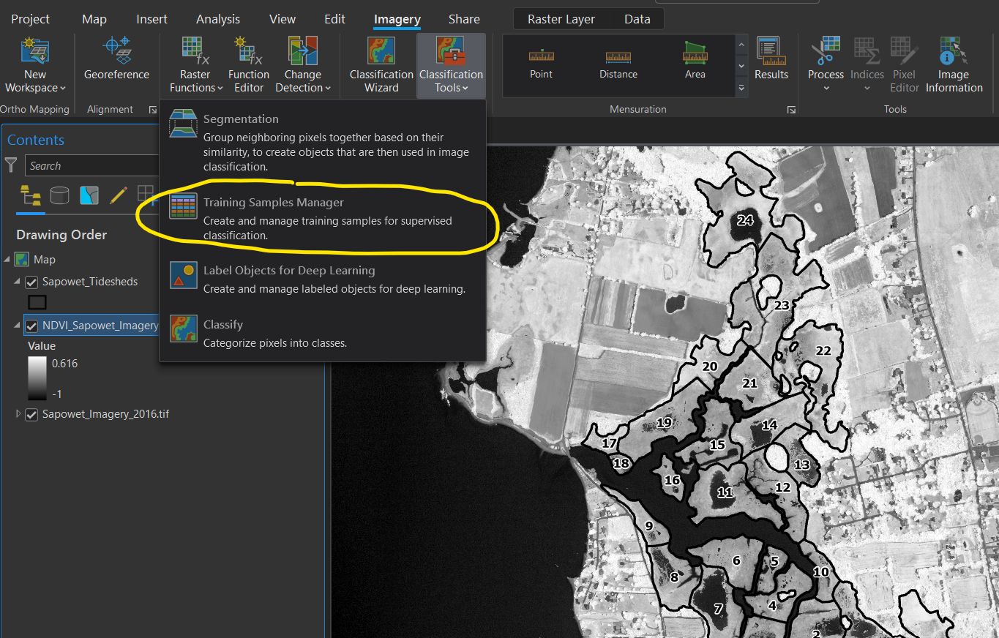 Project Map Insert Analysis View Edit Imagery Share Raster Layer Data
New Workspace
Georeference
Raster Functions
Function Editor
Change Detection
Classification Wizard
Classification Tools
Point
Distance
Area
Results
Process
Indices
Pixel Editor
Image Information
Ortho Mapping
Alignment
Mensuration
Tools
Segmentation
Group neighboring pixels together based on their
similarity, to create objects that are then used in image
classification.
Training Samples Manager
Create and manage training samples for supervised
classification.
Label Objects for Deep Learning
Create and manage labeled objects for deep learning.
Classify
Categorize pixels into classes.
Contents
Search
Drawing Order
Map
Sapowet_Tidesheds
NDVI_Sapowet_Imagery
Value
0.616
-1
Sapowet_Imagery_2016.tif
24
23
22
20
21
19
14
17
15
18
13
16
12
11
9
6
5
10
8
7
4
2